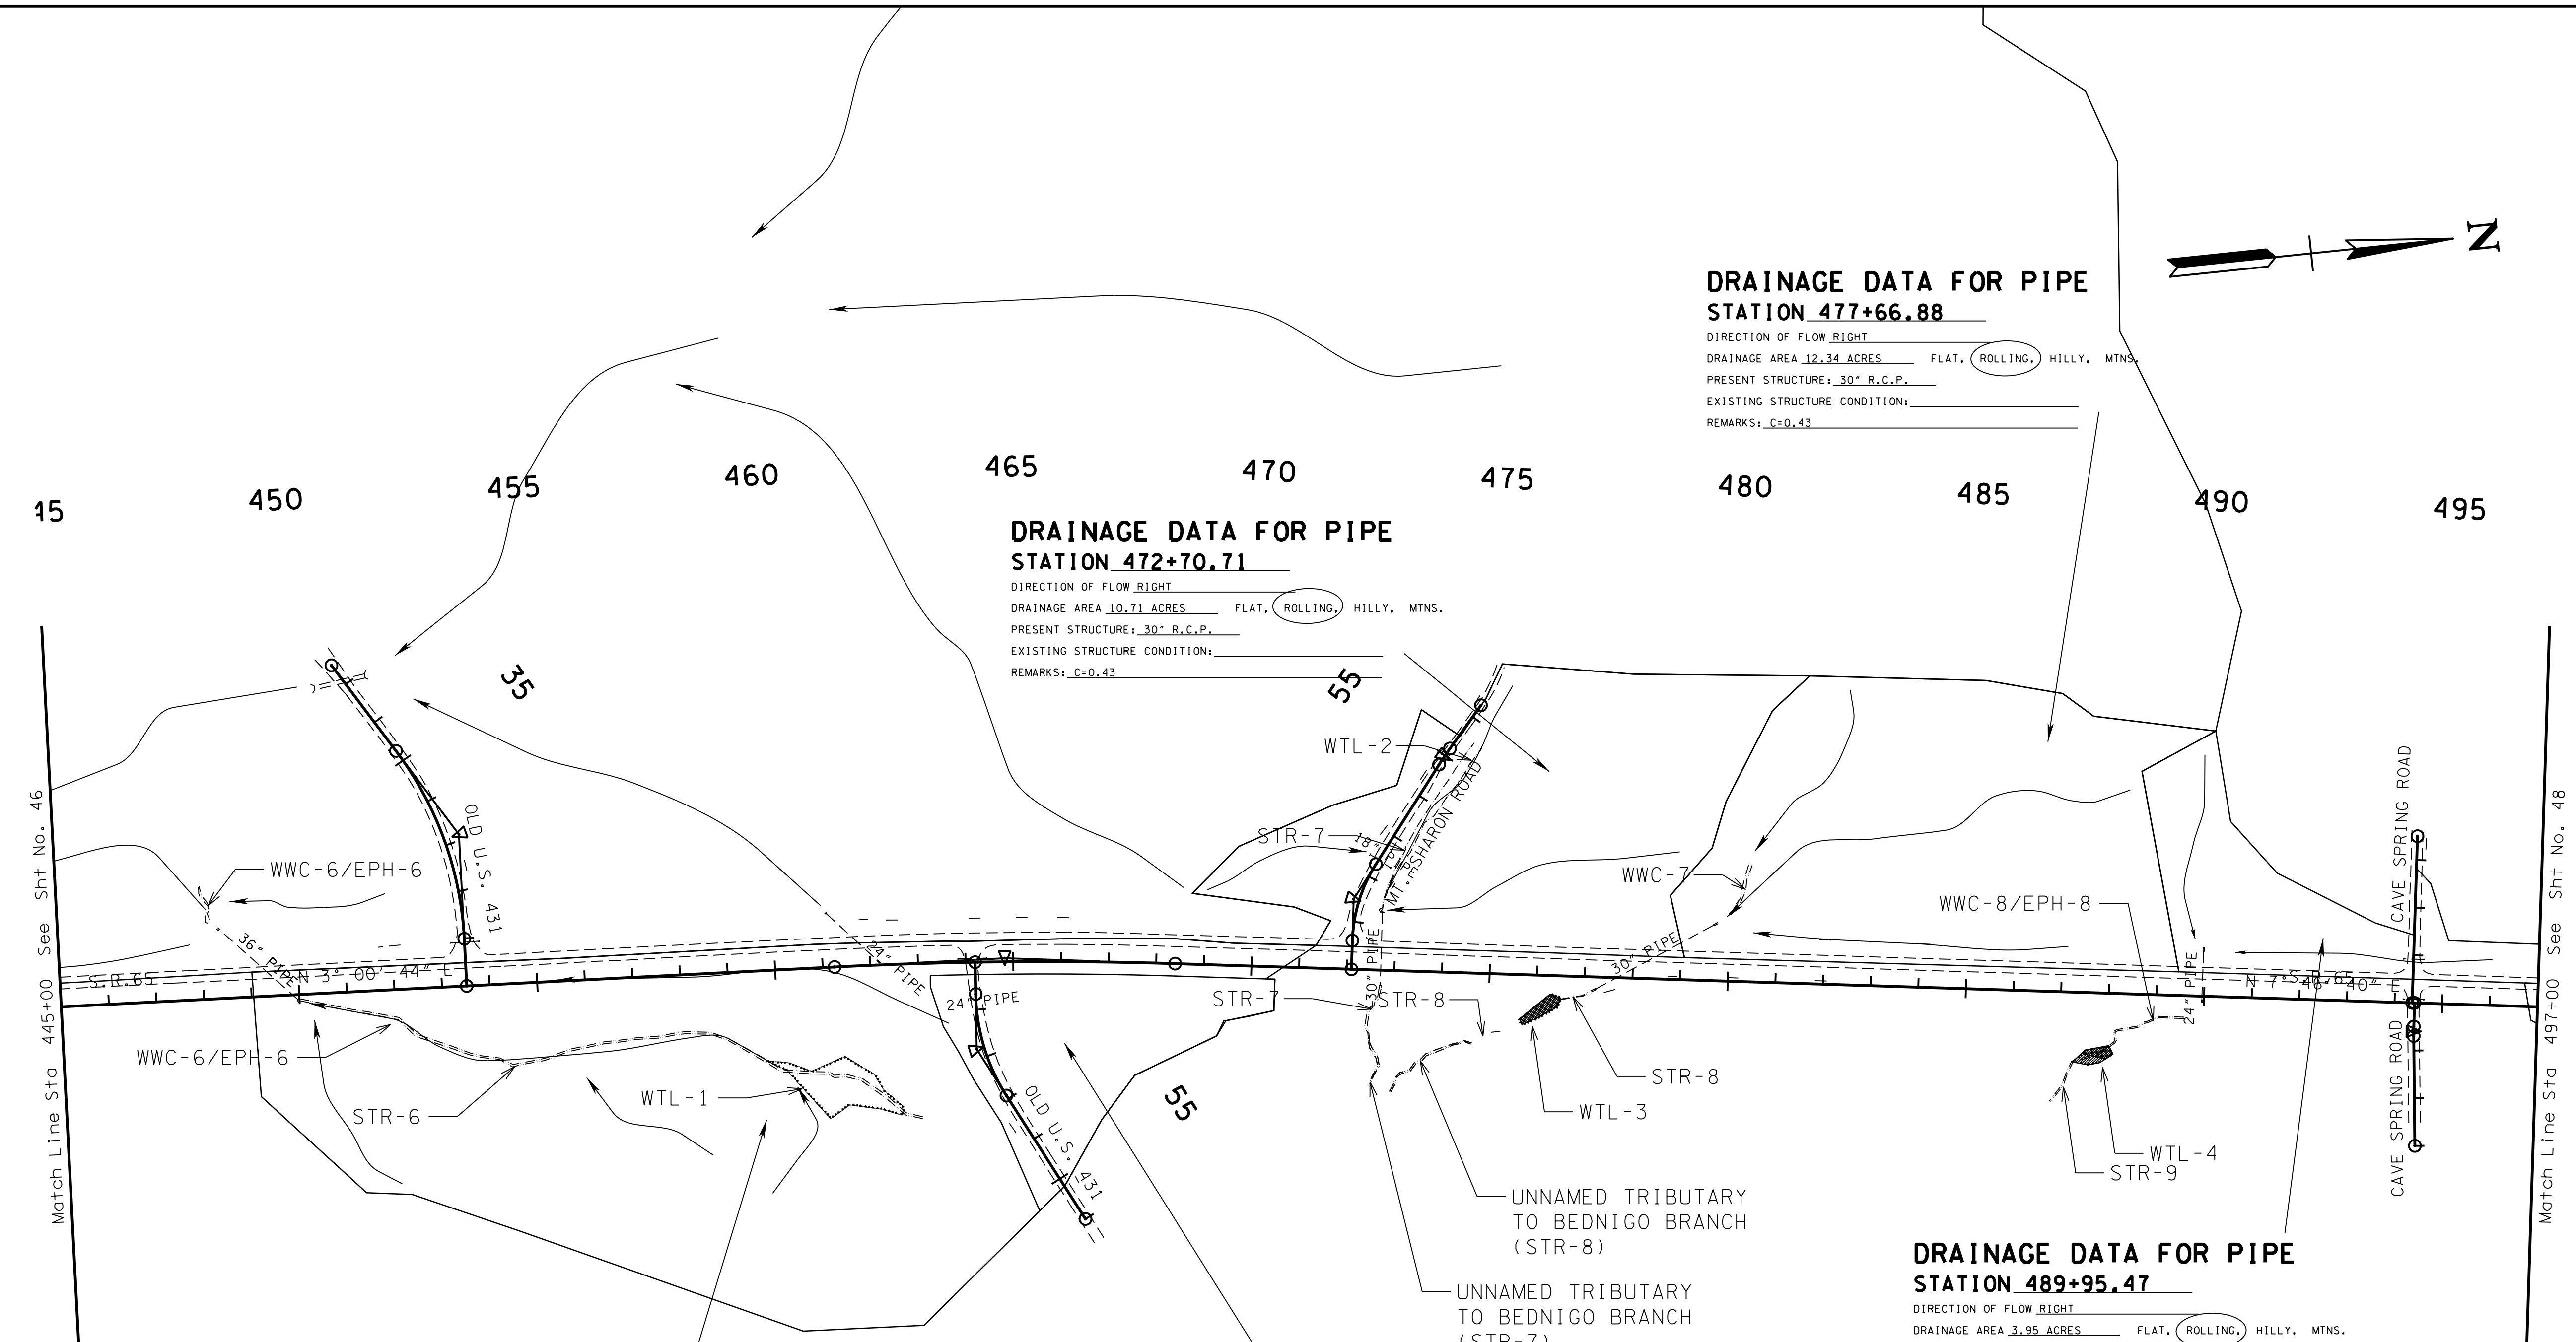 N
DRAINAGE DATA FOR PIPE
STATION 477+66.88
DIRECTION OF FLOW RIGHT
DRAINAGE AREA 12.34 ACRES FLAT, ROLLING, HILLY, MTNS.
PRESENT STRUCTURE: 30" R.C.P.
EXISTING STRUCTURE CONDITION:
REMARKS: C=0.43
45
450
455
460
465
470
475
480
485
490
495
DRAINAGE DATA FOR PIPE
STATION 472+70.71
DIRECTION OF FLOW RIGHT
DRAINAGE AREA 10.71 ACRES FLAT, ROLLING, HILLY, MTNS.
PRESENT STRUCTURE: 30" R.C.P.
EXISTING STRUCTURE CONDITION:
REMARKS: C=0.43
35
55
WTL-2
STR-7
18"
MT. SHARON ROAD
WWC-7
WWC-6/EPH-6
OLD U.S. 431
36" PIPE
S.R.65
N 3° 00' 44" E
24" PIPE
24" PIPE
30" PIPE
STR-7
STR-8
30" PIPE
WWC-8/EPH-8
24" PIPE
N 7° 46' 40" E
S.R.65
CAVE SPRING ROAD
CAVE SPRING ROAD
WWC-6/EPH-6
STR-6
WTL-1
OLD U.S. 431
55
STR-8
WTL-3
WTL-4
STR-9
UNNAMED TRIBUTARY
TO BEDNIGO BRANCH
(STR-8)
UNNAMED TRIBUTARY
TO BEDNIGO BRANCH
(STR-7)
DRAINAGE DATA FOR PIPE
STATION 489+95.47
DIRECTION OF FLOW RIGHT
DRAINAGE AREA 3.95 ACRES FLAT, ROLLING, HILLY, MTNS.
Match Line Sta 445+00 See Sht No. 46
Match Line Sta 497+00 See Sht No. 48